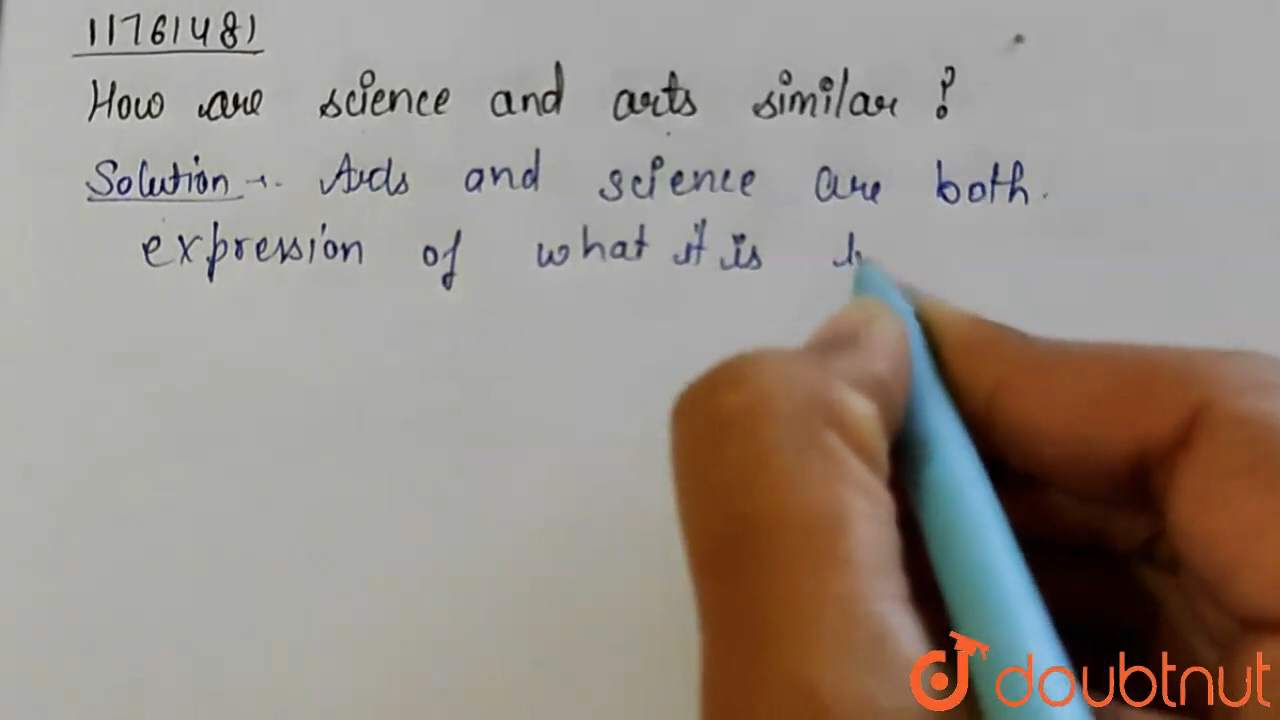 11761481
How are science and arts similar ?
Solution → Arts and science are both
expression of what it is
doubtnut